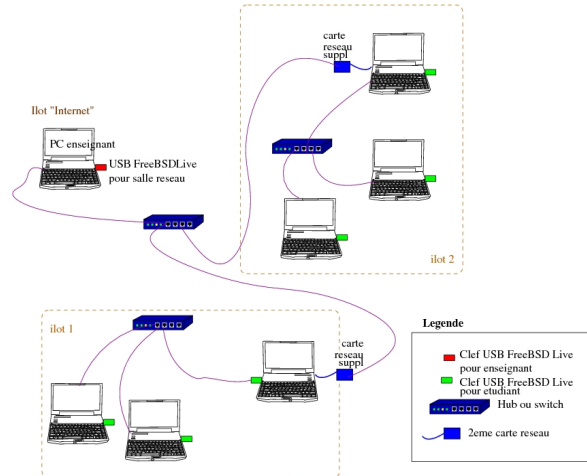 carte
reseau
suppl
Ilot "Internet"
PC enseignant
USB FreeBSDLive
pour salle reseau
ilot 2
ilot 1
carte
reseau
suppl
Legende
Clef USB FreeBSD Live
pour enseignant
Clef USB FreeBSD Live
pour etudiant
Hub ou switch
2eme carte reseau